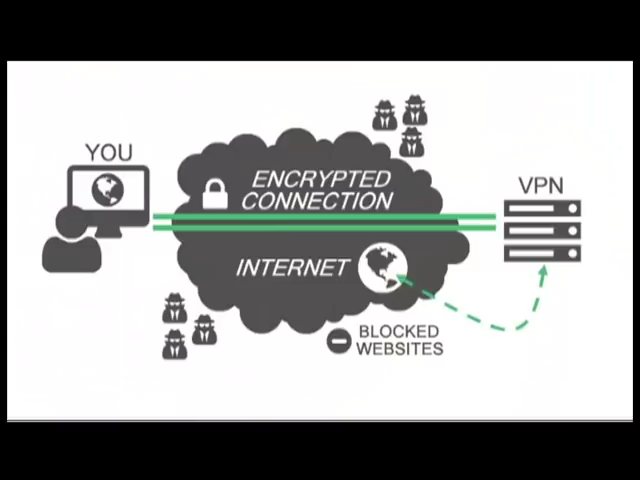 YOU
ENCRYPTED
CONNECTION
VPN
INTERNET
BLOCKED
WEBSITES